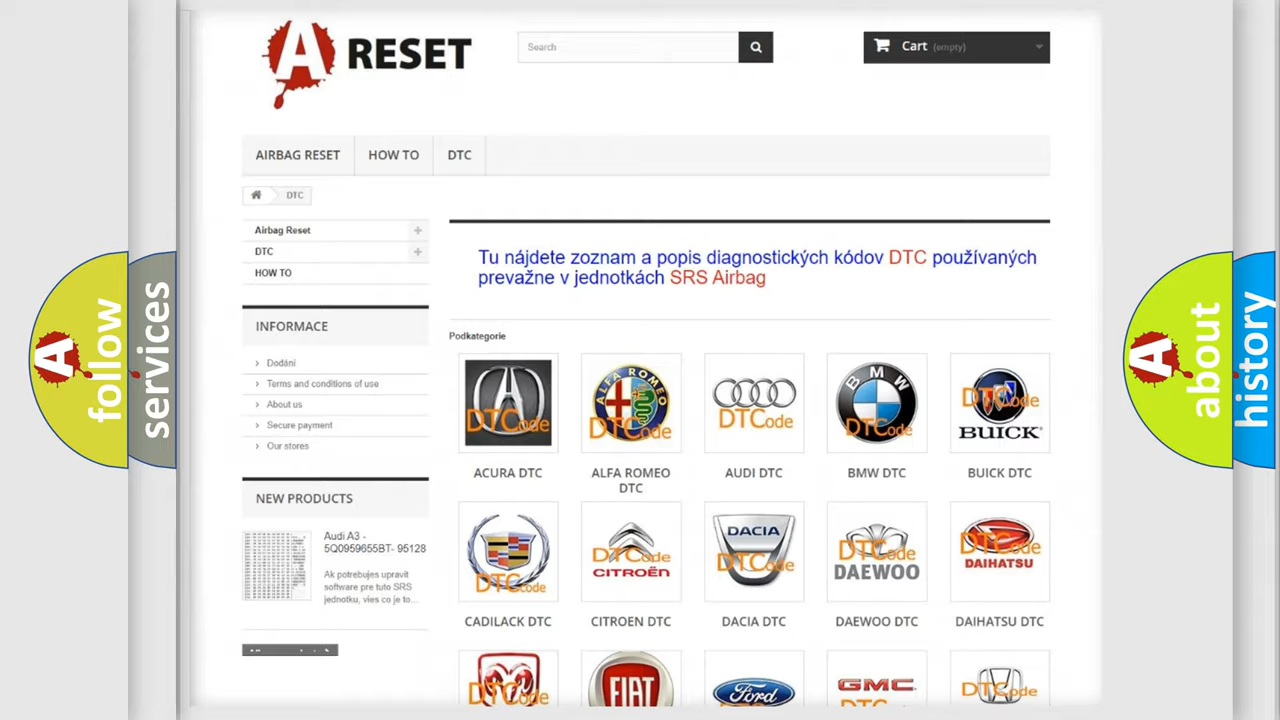 A RESET
Search
Cart (empty)
AIRBAG RESET
HOW TO
DTC
DTC
Airbag Reset
DTC
HOW TO
Tu nájdete zoznam a popis diagnostických kódov DTC používaných
prevažne v jednotkách SRS Airbag
INFORMACE
Dodání
Terms and conditions of use
About us
Secure payment
Our stores
NEW PRODUCTS
Audi A3 -
5Q0959655BT- 95128
Ak potrebujes upravit
software pre tuto SRS
jednotku, vies co je to...
Podkategorie
DTCode
ALFA ROMEO
DTCode
DTCode
BMW
DTCode
DTCode
BUICK
ACURA DTC
ALFA ROMEO
DTC
AUDI DTC
BMW DTC
BUICK DTC
DTCode
DTCode
CITROËN
DACIA
DTCode
DTCode
DAEWOO
DTCode
DAIHATSU
CADILACK DTC
CITROEN DTC
DACIA DTC
DAEWOO DTC
DAIHATSU DTC
DTCode
FIAT
Ford
GMC
DTCode
A follow
services
A about
history